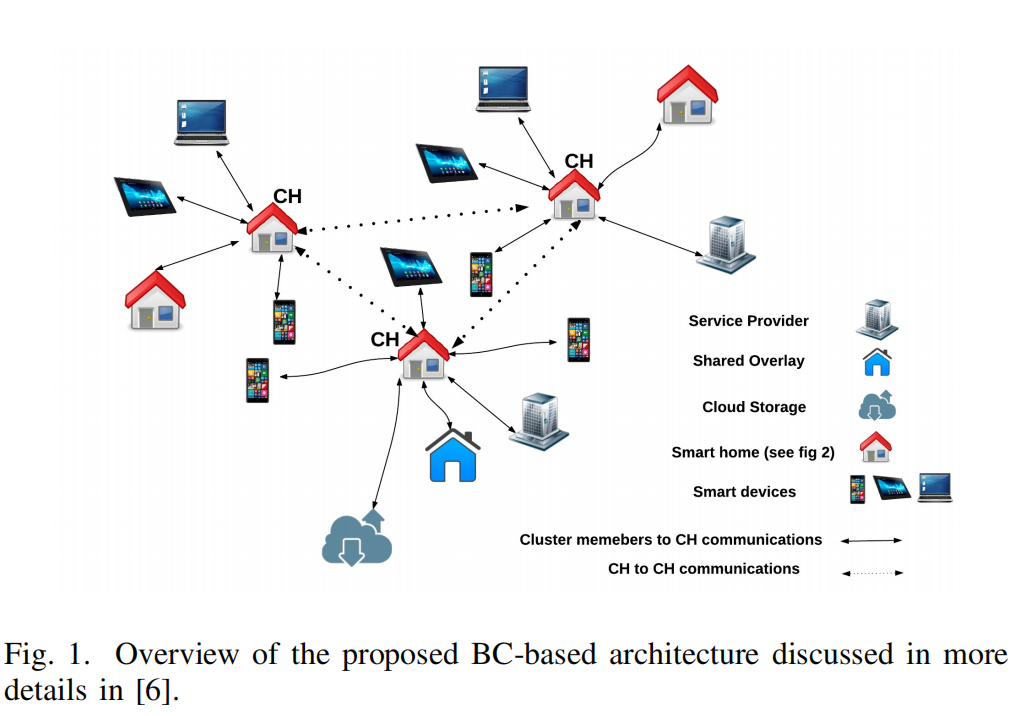 CH
CH
CH
Service Provider
Shared Overlay
Cloud Storage
Smart home (see fig 2)
Smart devices
Cluster memebers to CH communications
CH to CH communications
Fig. 1. Overview of the proposed BC-based architecture discussed in more
details in [6].